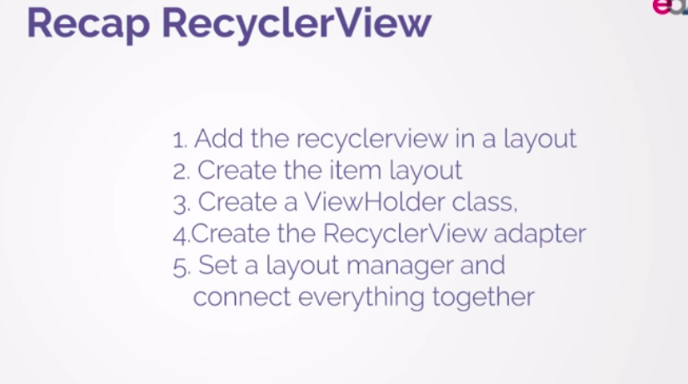 Recap RecyclerView
1. Add the recyclerview in a layout
2. Create the item layout
3. Create a ViewHolder class,
4.Create the RecyclerView adapter
5. Set a layout manager and
connect everything together